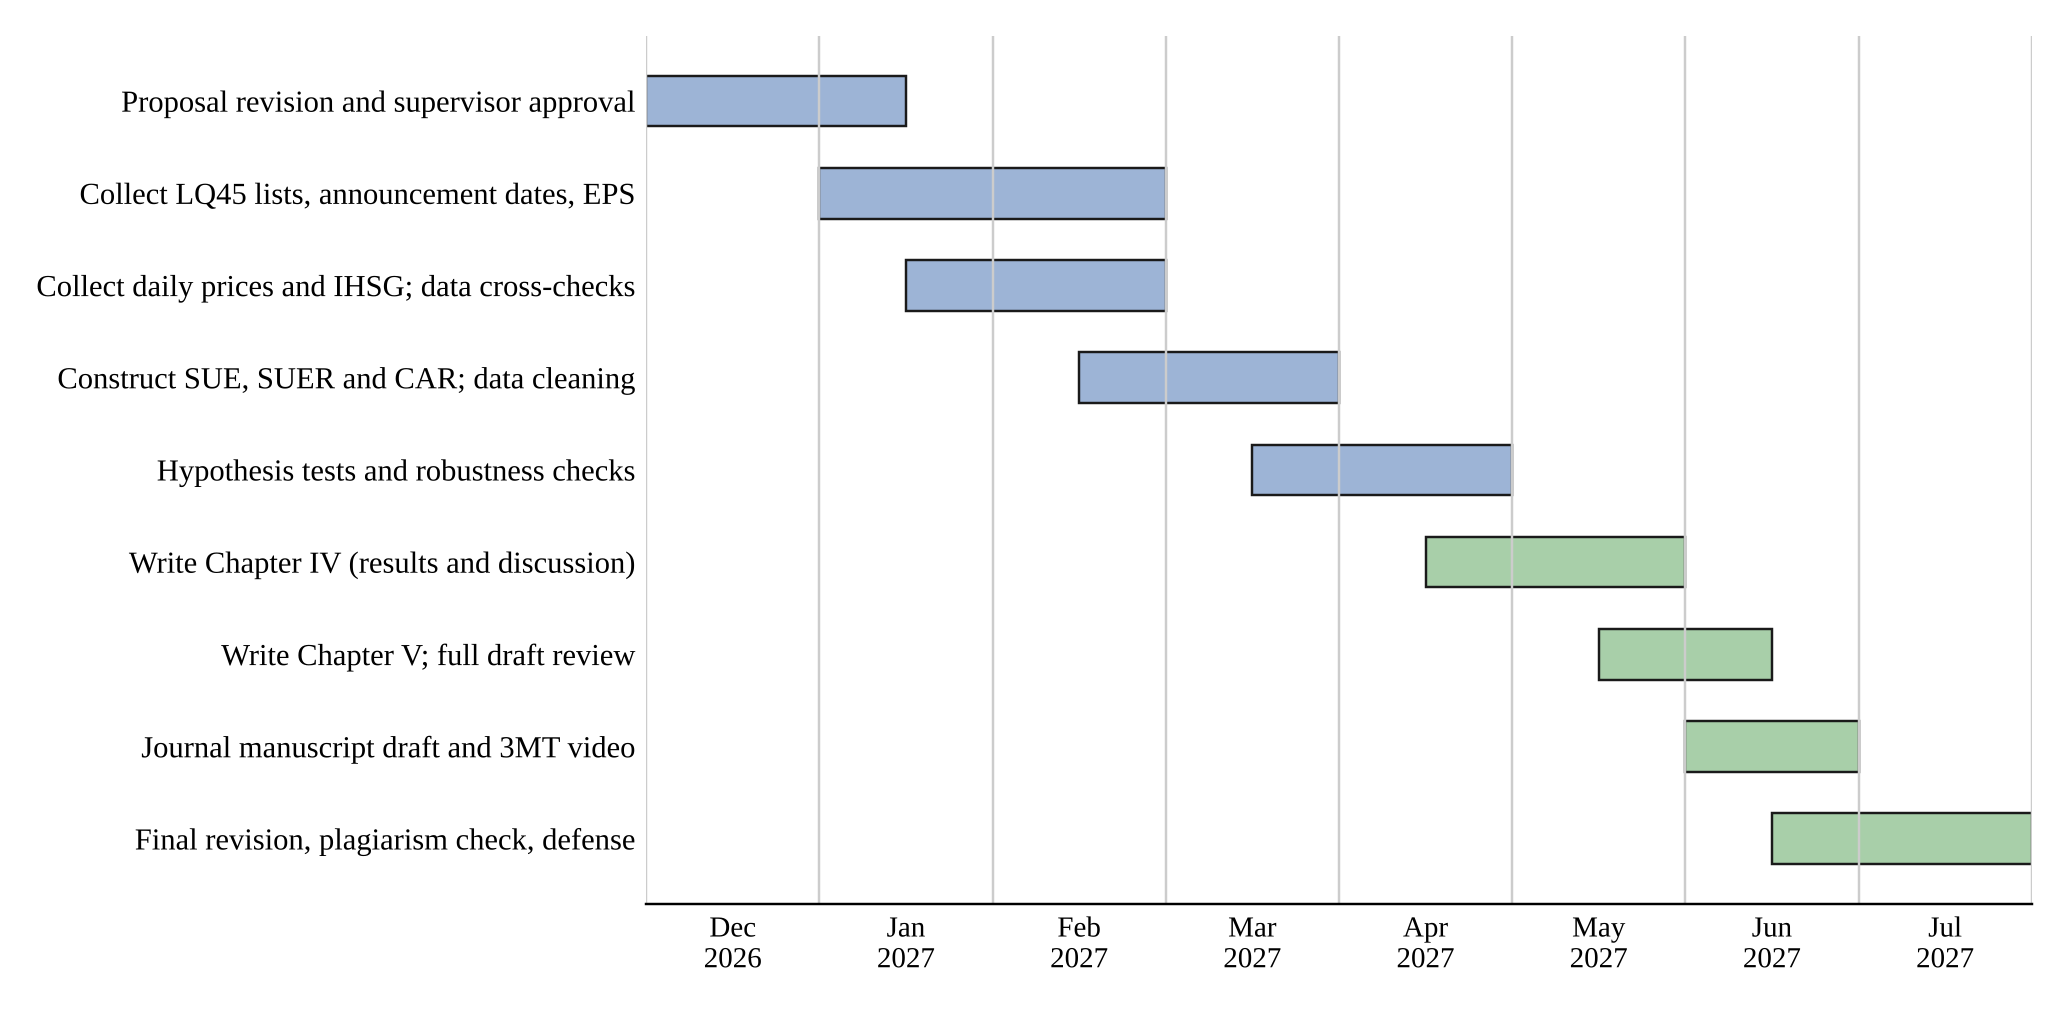 Proposal revision and supervisor approval
Collect LQ45 lists, announcement dates, EPS
Collect daily prices and IHSG; data cross-checks
Construct SUE, SUER and CAR; data cleaning
Hypothesis tests and robustness checks
Write Chapter IV (results and discussion)
Write Chapter V; full draft review
Journal manuscript draft and 3MT video
Final revision, plagiarism check, defense
Dec Jan Feb Mar Apr May Jun Jul
2026 2027 2027 2027 2027 2027 2027 2027